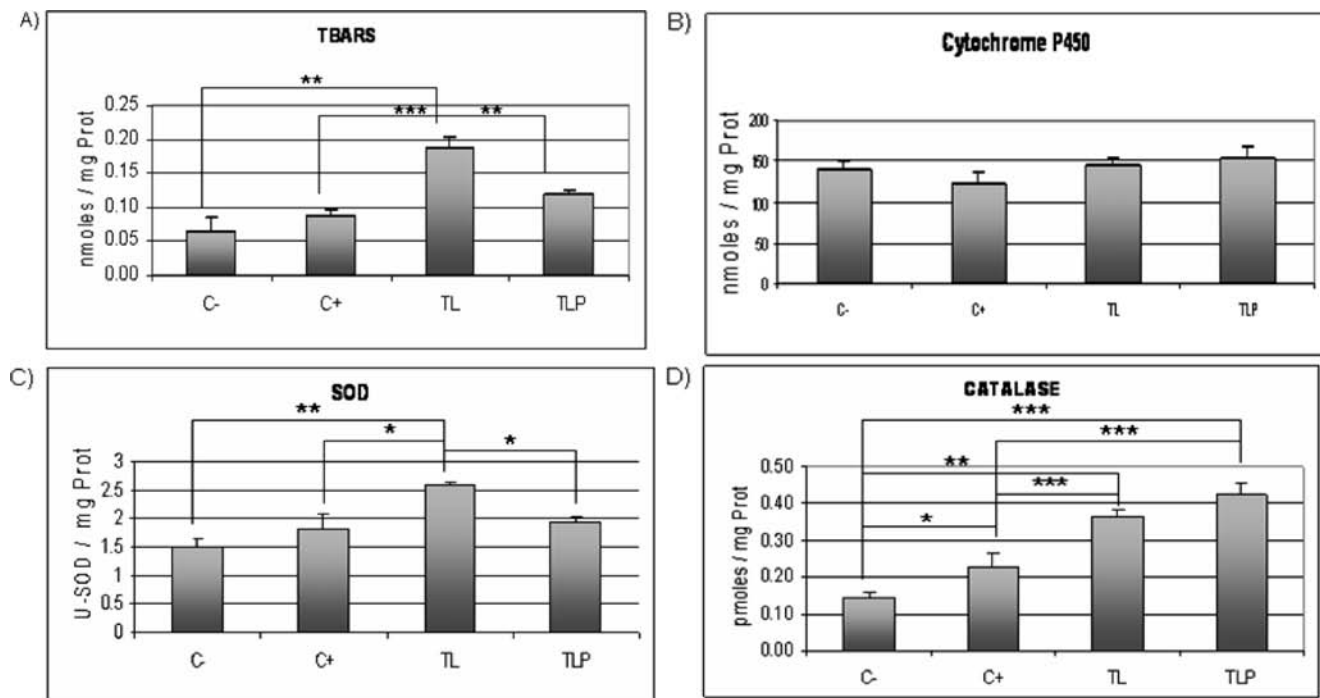 A)
TBARS
**
***
**
nmoles / mg Prot
0.25
0.20
0.15
0.10
0.05
0.00
C-
C+
TL
TLP
B)
Cytochrome P450
nmoles / mg Prot
200
150
100
50
0
C-
C+
TL
TLP
C)
SOD
**
*
*
U-SOD / mg Prot
3
2.5
2
1.5
1
0.5
0
C-
C+
TL
TLP
D)
CATALASE
***
***
**
***
*
pmoles / mg Prot
0.50
0.40
0.30
0.20
0.10
0.00
C-
C+
TL
TLP